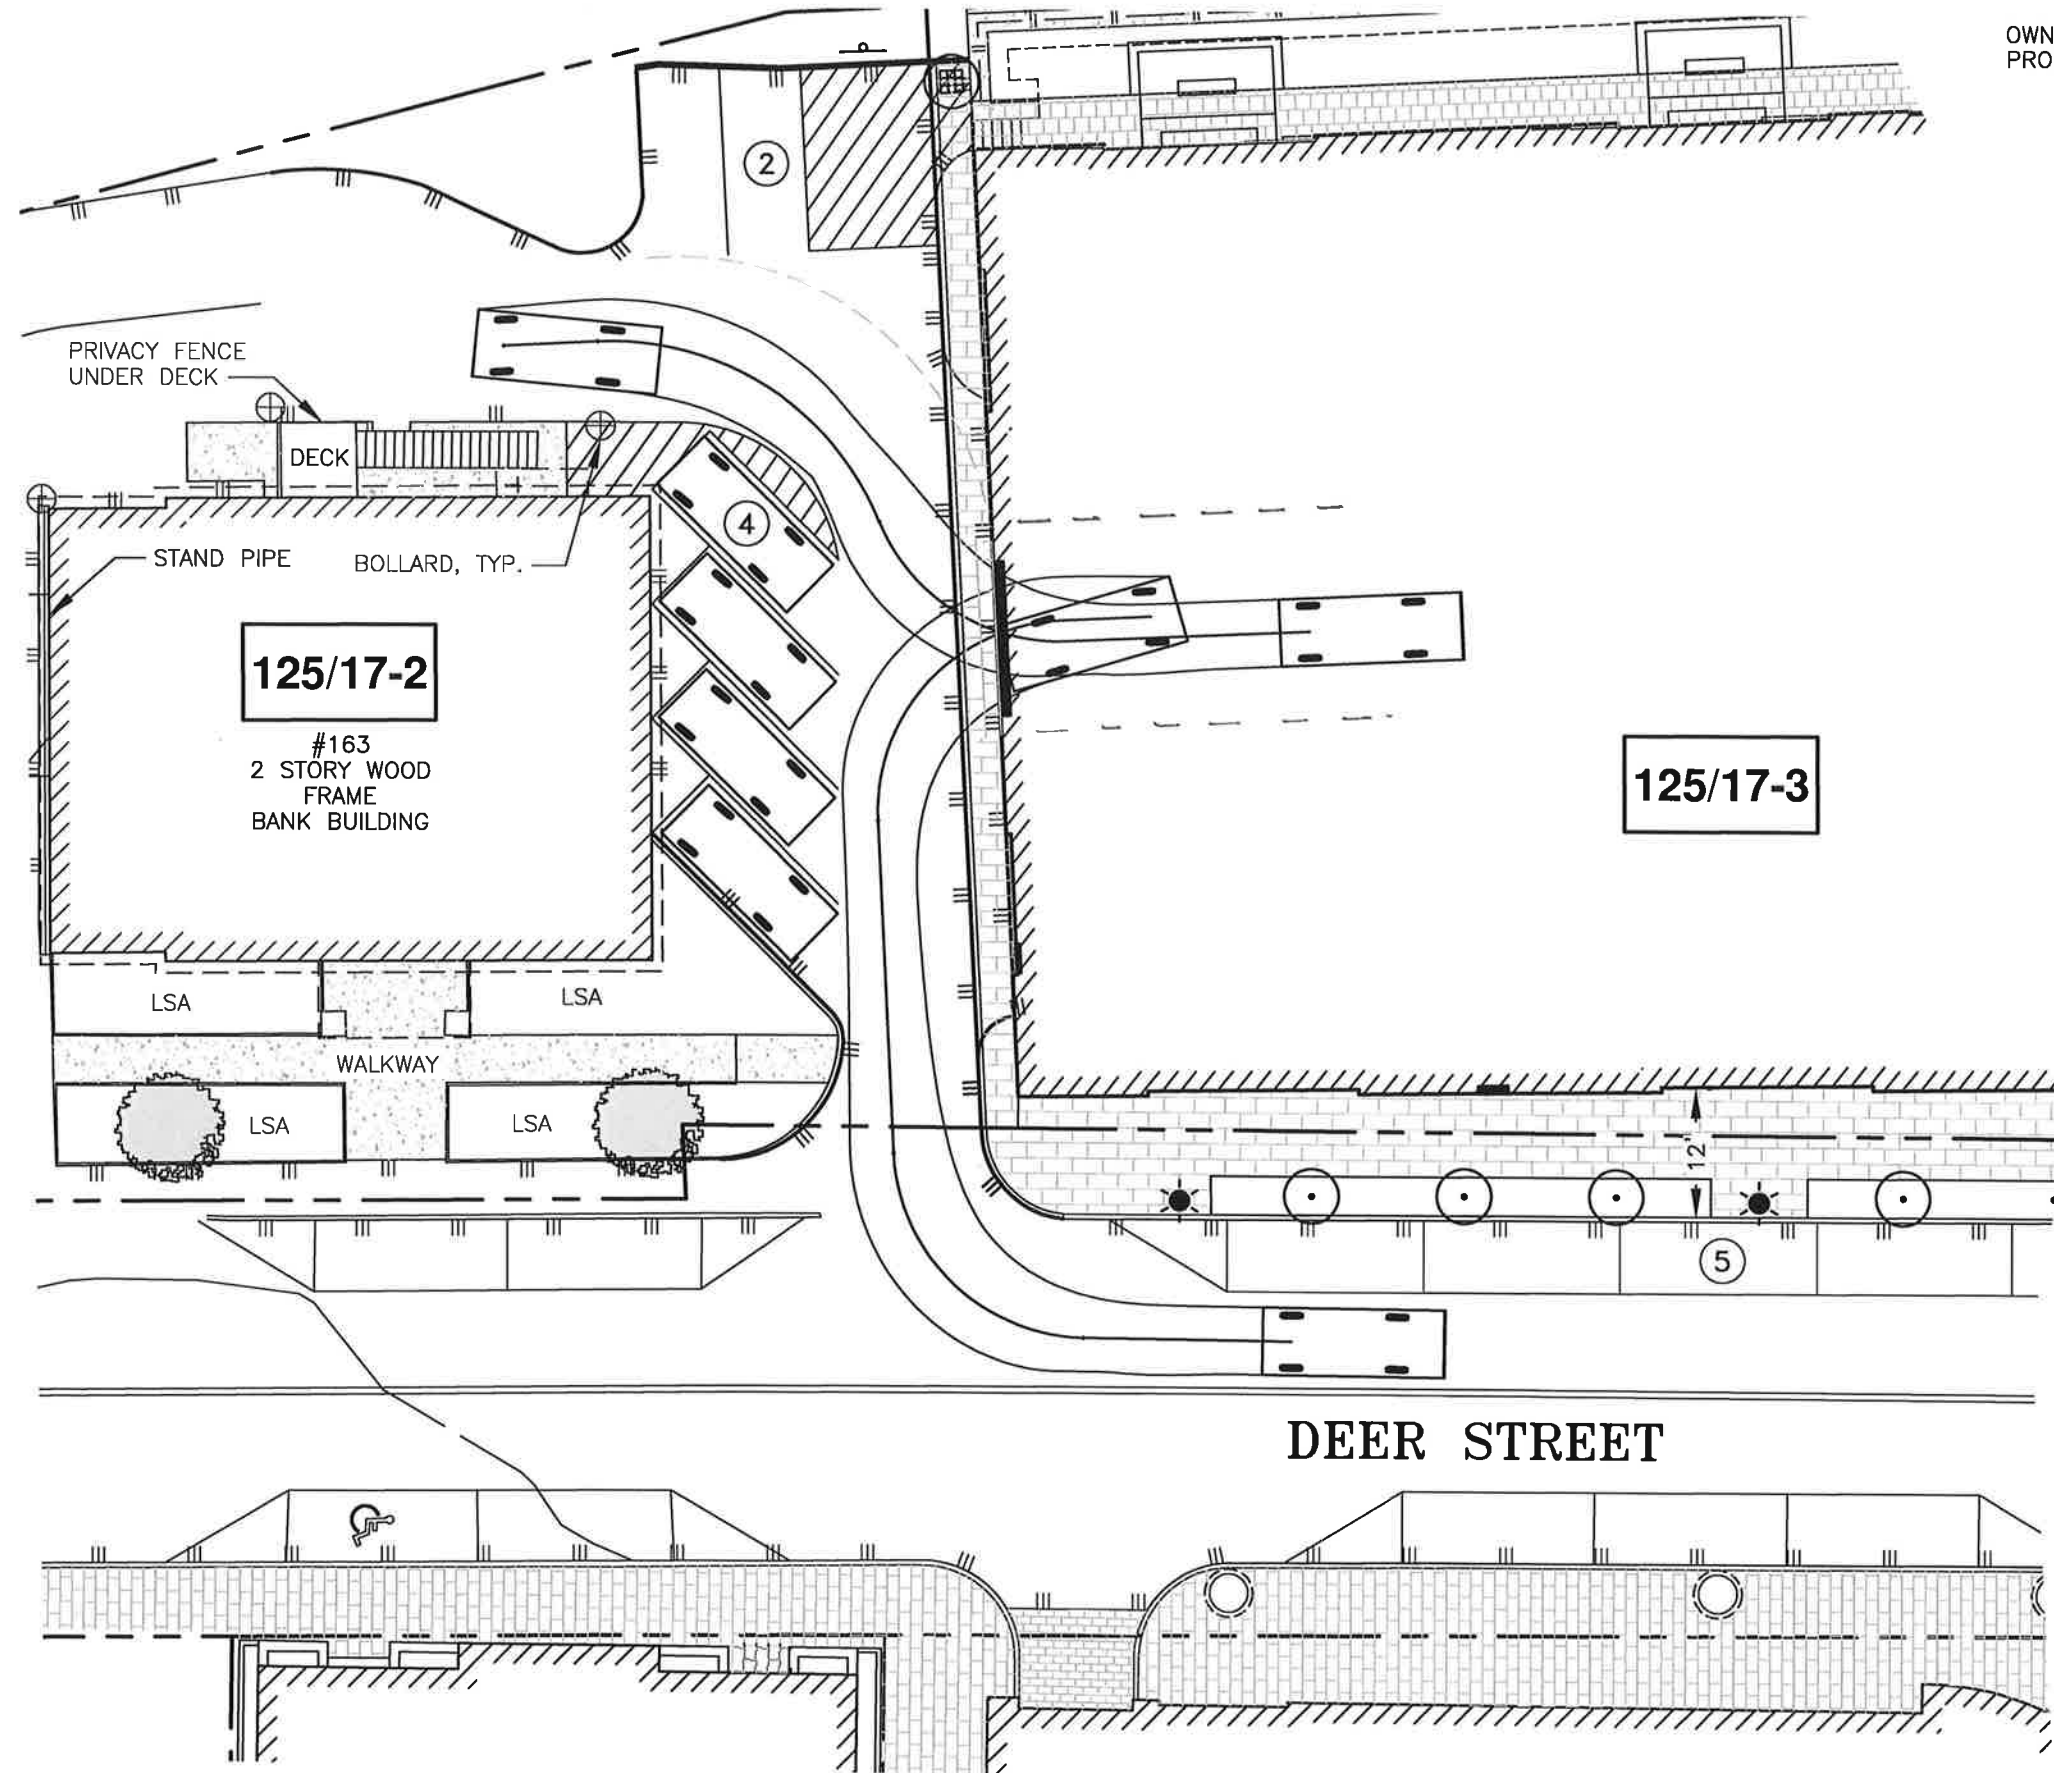 OWN
PRO
2
PRIVACY FENCE
UNDER DECK
DECK
4
STAND PIPE
BOLLARD, TYP.
125/17-2
#163
2 STORY WOOD
FRAME
BANK BUILDING
125/17-3
LSA
LSA
WALKWAY
LSA
LSA
12'
5
DEER STREET